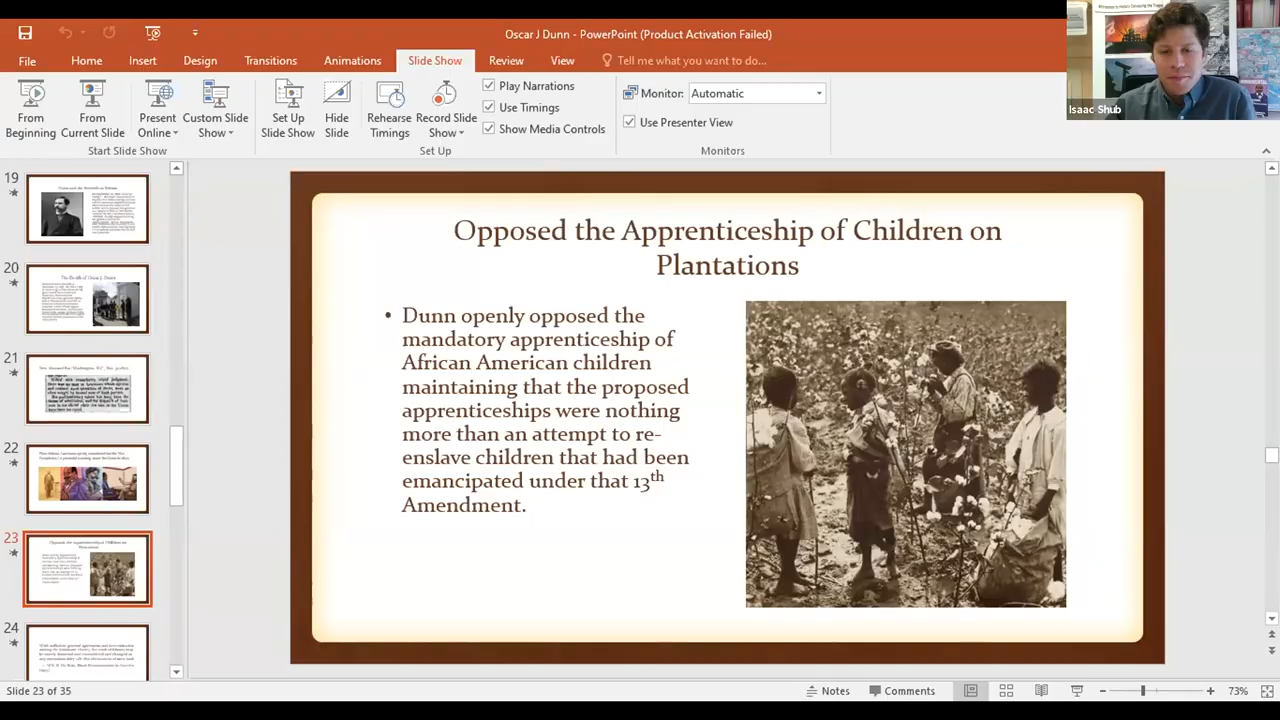 Oscar J Dunn - PowerPoint (Product Activation Failed)
File Home Insert Design Transitions Animations Slide Show Review View Tell me what you want to do...
From Beginning
From Current Slide
Present Online
Custom Slide Show
Start Slide Show
Set Up Slide Show
Hide Slide
Rehearse Timings
Record Slide Show
Play Narrations
Use Timings
Show Media Controls
Set Up
Monitor: Automatic
Use Presenter View
Monitors
Isaac Shub
19
20
The Death of Oscar J. Dunn
21
22
23
24
Opposed the Apprenticeship of Children on
Plantations
• Dunn openly opposed the
mandatory apprenticeship of
African American children
maintaining that the proposed
apprenticeships were nothing
more than an attempt to re-
enslave children that had been
emancipated under that 13th
Amendment.
Slide 23 of 35
Notes
Comments
73%